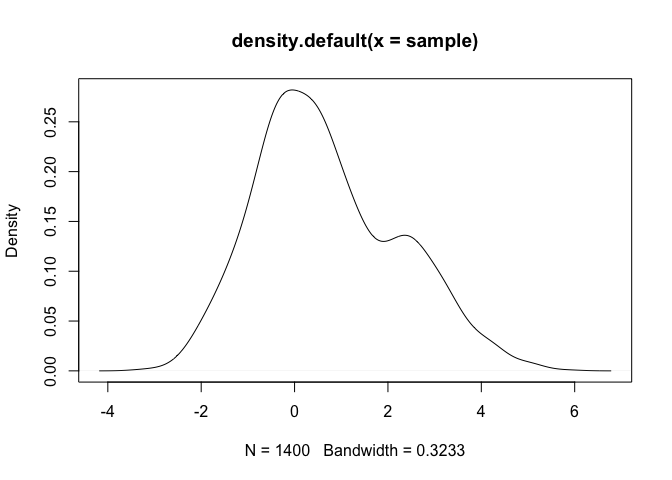 density.default(x = sample)
Density
0.25
0.20
0.15
0.10
0.05
0.00
-4 -2 0 2 4 6
N = 1400 Bandwidth = 0.3233